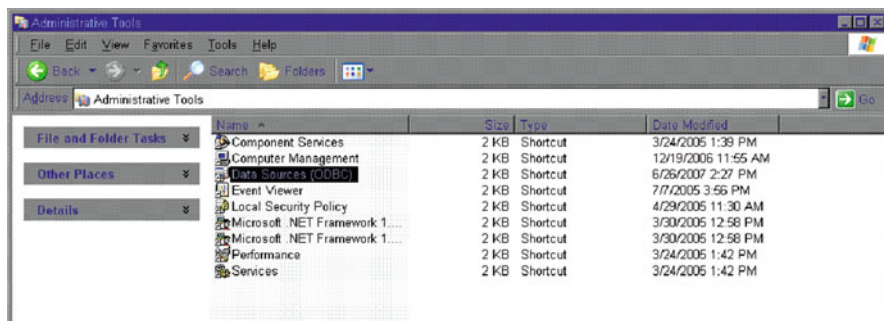 Administrative Tools
File Edit View Favorites Tools Help
Back Search Folders
Address Administrative Tools Go
File and Folder Tasks
Other Places
Details
Name Size Type Date Modified
Component Services 2 KB Shortcut 3/24/2005 1:39 PM
Computer Management 2 KB Shortcut 12/19/2006 11:55 AM
Data Sources (ODBC) 2 KB Shortcut 6/26/2007 2:27 PM
Event Viewer 2 KB Shortcut 7/7/2005 3:56 PM
Local Security Policy 2 KB Shortcut 4/29/2005 11:30 AM
Microsoft .NET Framework 1.... 2 KB Shortcut 3/30/2005 12:58 PM
Microsoft .NET Framework 1.... 2 KB Shortcut 3/30/2005 12:58 PM
Performance 2 KB Shortcut 3/24/2005 1:42 PM
Services 2 KB Shortcut 3/24/2005 1:42 PM